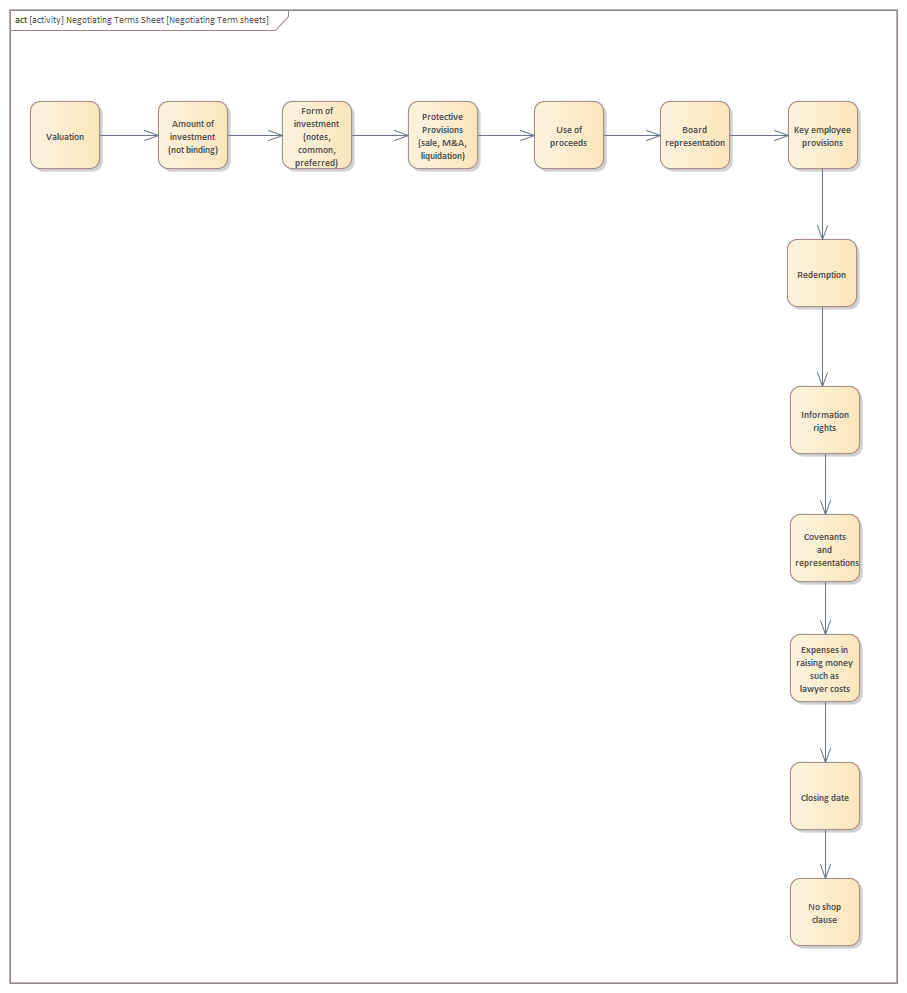 act [activity] Negotiating Terms Sheet [Negotiating Term sheets]
Valuation
Amount of
investment
(not binding)
Form of
investment
(notes,
common,
preferred)
Protective
Provisions
(sale, M&A,
liquidation)
Use of
proceeds
Board
representation
Key employee
provisions
Redemption
Information
rights
Covenants
and
representations
Expenses in
raising money
such as
lawyer costs
Closing date
No shop
clause